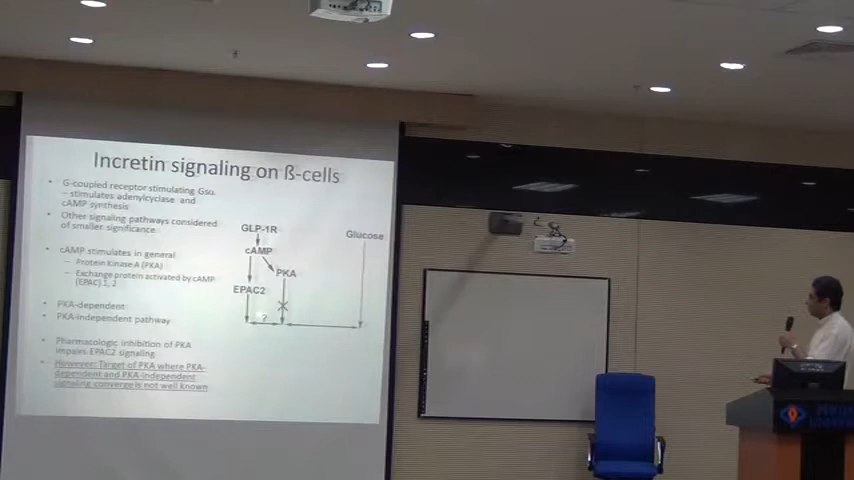 Incretin signaling on ß-cells
• G-coupled receptor stimulating Gsα
– stimulates adenylcyclase and
cAMP synthesis
• Other signaling pathways considered
of smaller significance
• cAMP stimulates in general
– Protein Kinase A (PKA)
– Exchange protein activated by cAMP
(EPAC) 1, 2
• PKA-dependent
• PKA-independent pathway
• Pharmacologic inhibition of PKA
impairs EPAC2 signaling
• However: Target of PKA where PKA-
dependent and PKA-independent
signaling converge is not well known
GLP-1R
Glucose
cAMP
PKA
EPAC2
?